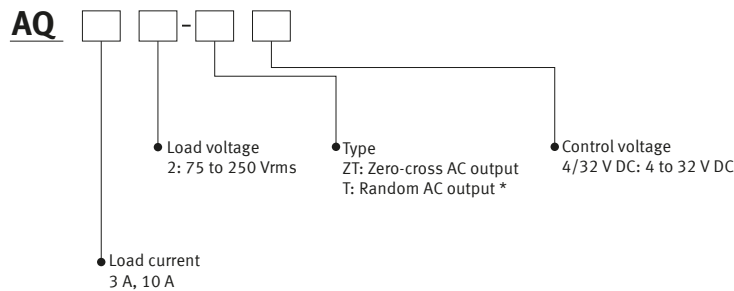 AQ -
Load voltage
2: 75 to 250 Vrms
Type
ZT: Zero-cross AC output
T: Random AC output *
Control voltage
4/32 V DC: 4 to 32 V DC
Load current
3 A, 10 A